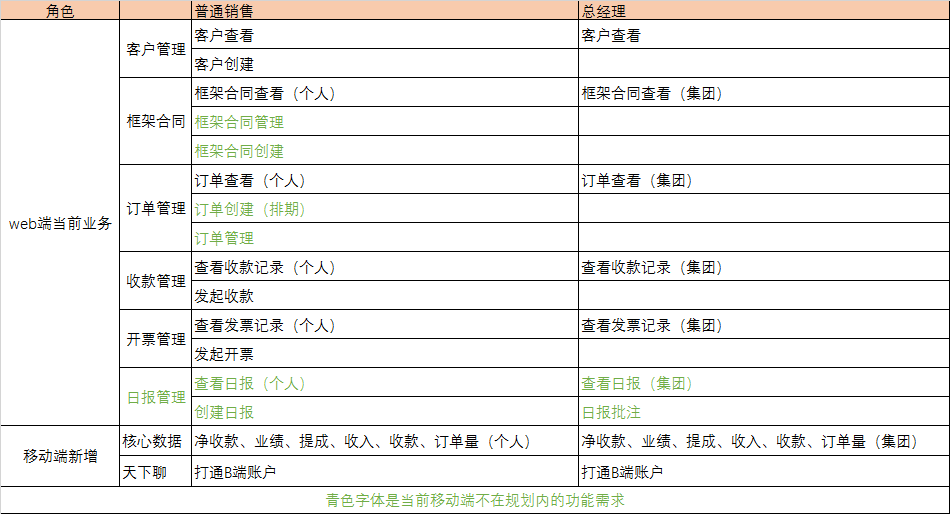 角色 普通销售 总经理
客户管理 客户查看 客户查看
客户创建
框架合同 框架合同查看（个人） 框架合同查看（集团）
框架合同管理
框架合同创建
web端当前业务
订单管理 订单查看（个人） 订单查看（集团）
订单创建（排期）
订单管理
收款管理 查看收款记录（个人） 查看收款记录（集团）
发起收款
开票管理 查看发票记录（个人） 查看发票记录（集团）
发起开票
日报管理 查看日报（个人） 查看日报（集团）
创建日报 日报批注
移动端新增 核心数据 净收款、业绩、提成、收入、收款、订单量（个人） 净收款、业绩、提成、收入、收款、订单量（集团）
天下聊 打通B端账户 打通B端账户
青色字体是当前移动端不在规划内的功能需求